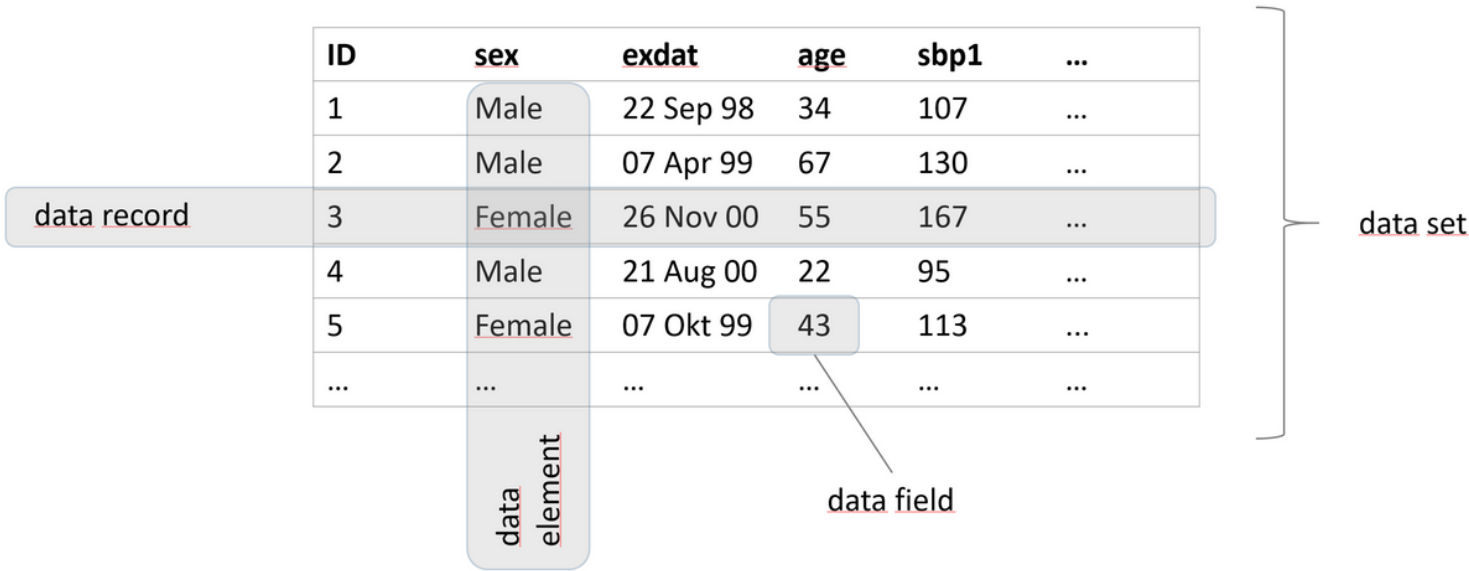 ID sex exdat age sbp1 ...
1 Male 22 Sep 98 34 107 ...
2 Male 07 Apr 99 67 130 ...
data record 3 Female 26 Nov 00 55 167 ...
data set
4 Male 21 Aug 00 22 95 ...
5 Female 07 Okt 99 43 113 ...
... ... ... ... ... ...
data
element
data field